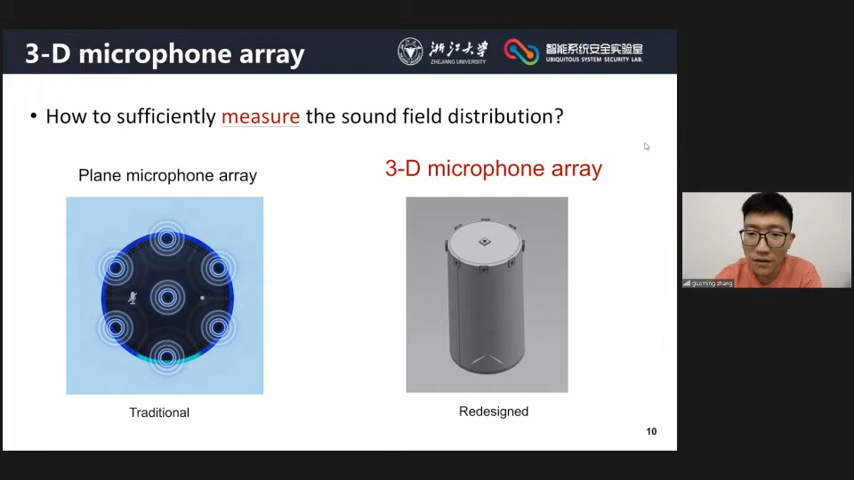 3-D microphone array
浙江大学
ZHEJIANG UNIVERSITY
智能系统安全实验室
UBIQUITOUS SYSTEM SECURITY LAB.
• How to sufficiently measure the sound field distribution?
Plane microphone array
3-D microphone array
guoming zhang
Traditional
Redesigned
10